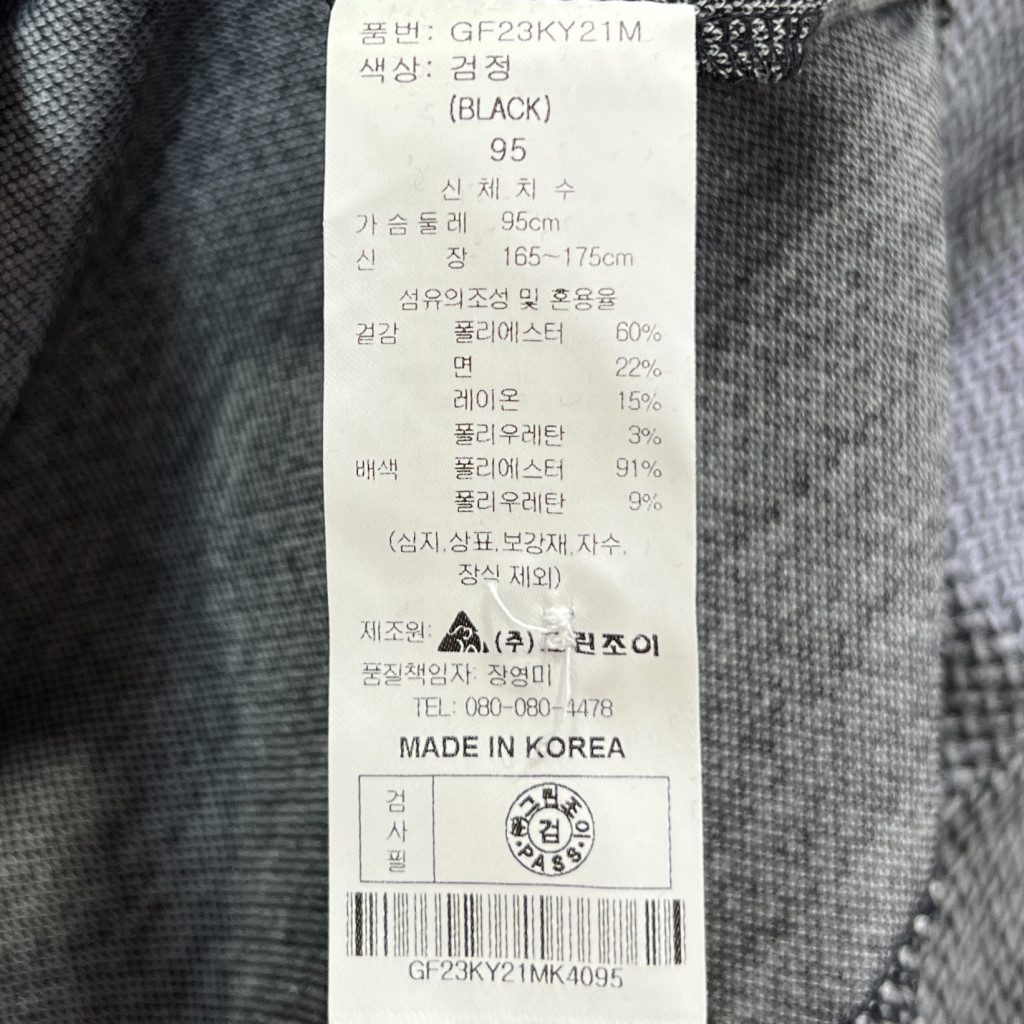 품번: GF23KY21M
색상: 검정
(BLACK)
95
신체치수
가슴둘레 95cm
신장 165~175cm
섬유의조성 및 혼용율
겉감 폴리에스터 60%
면 22%
레이온 15%
폴리우레탄 3%
배색 폴리에스터 91%
폴리우레탄 9%
(심지,상표,보강재,자수,
장식 제외)
제조원: (주)그린조이
품질책임자: 장영미
TEL: 080-080-4478
MADE IN KOREA
검사필
그린조이
검
PASS
GF23KY21MK4095